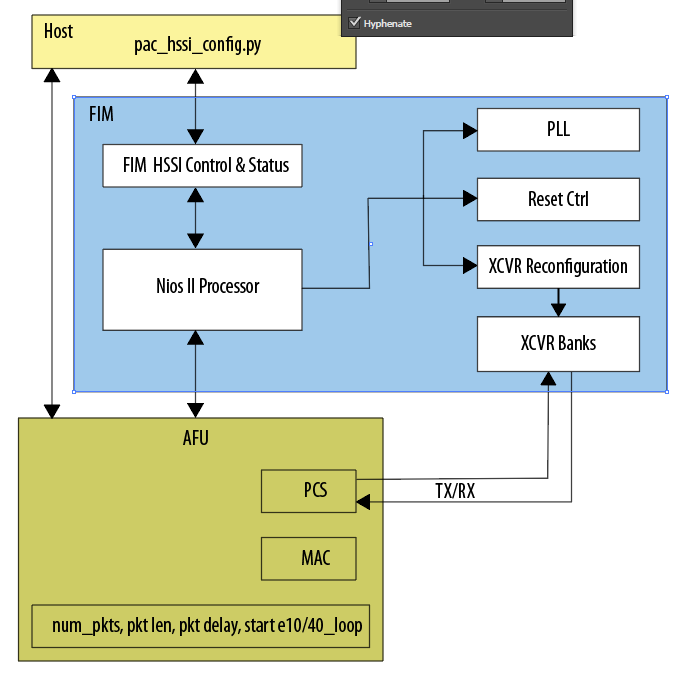 Hyphenate
Host
pac_hssi_config.py
FIM
PLL
FIM HSSI Control & Status
Reset Ctrl
XCVR Reconfiguration
Nios II Processor
XCVR Banks
AFU
PCS
TX/RX
MAC
num_pkts, pkt len, pkt delay, start e10/40_loop